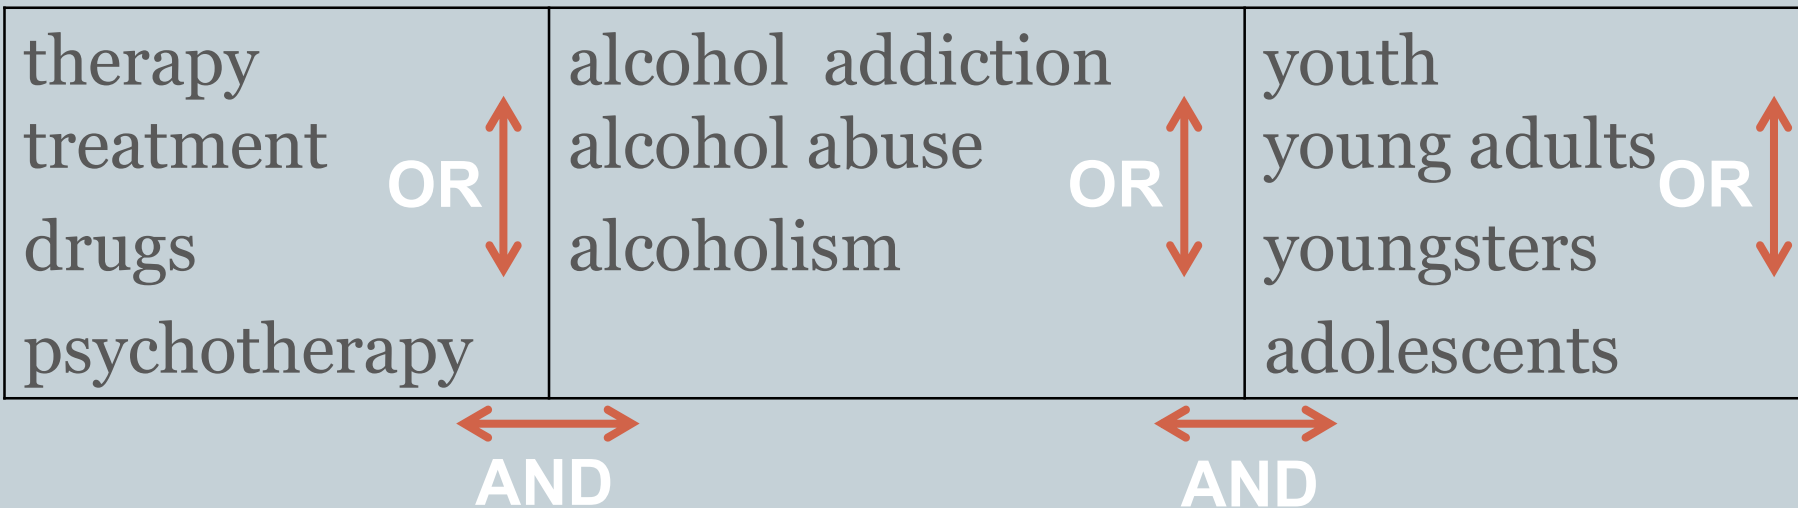 therapy
treatment
drugs
psychotherapy
OR
alcohol  addiction
alcohol abuse
alcoholism
OR
youth
young adults
youngsters
adolescents
OR
AND
AND